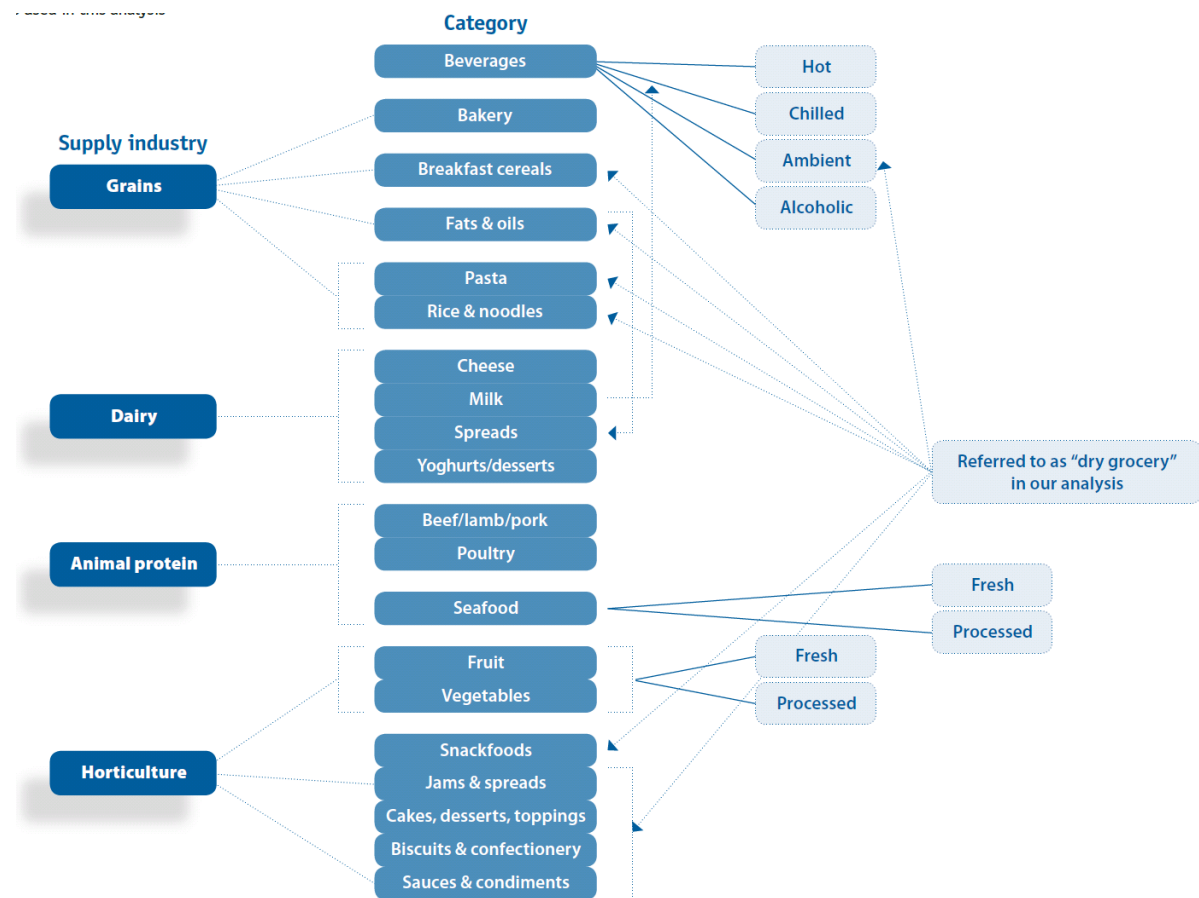 Category
Beverages
Hot
Chilled
Bakery
Supply industry
Breakfast cereals
Ambient
Grains
Alcoholic
Fats & oils
Pasta
Rice & noodles
Cheese
Milk
Dairy
Spreads
Yoghurts/desserts
Referred to as “dry grocery”
in our analysis
Beef/lamb/pork
Poultry
Animal protein
Seafood
Fresh
Processed
Fruit
Vegetables
Fresh
Processed
Snackfoods
Horticulture
Jams & spreads
Cakes, desserts, toppings
Biscuits & confectionery
Sauces & condiments